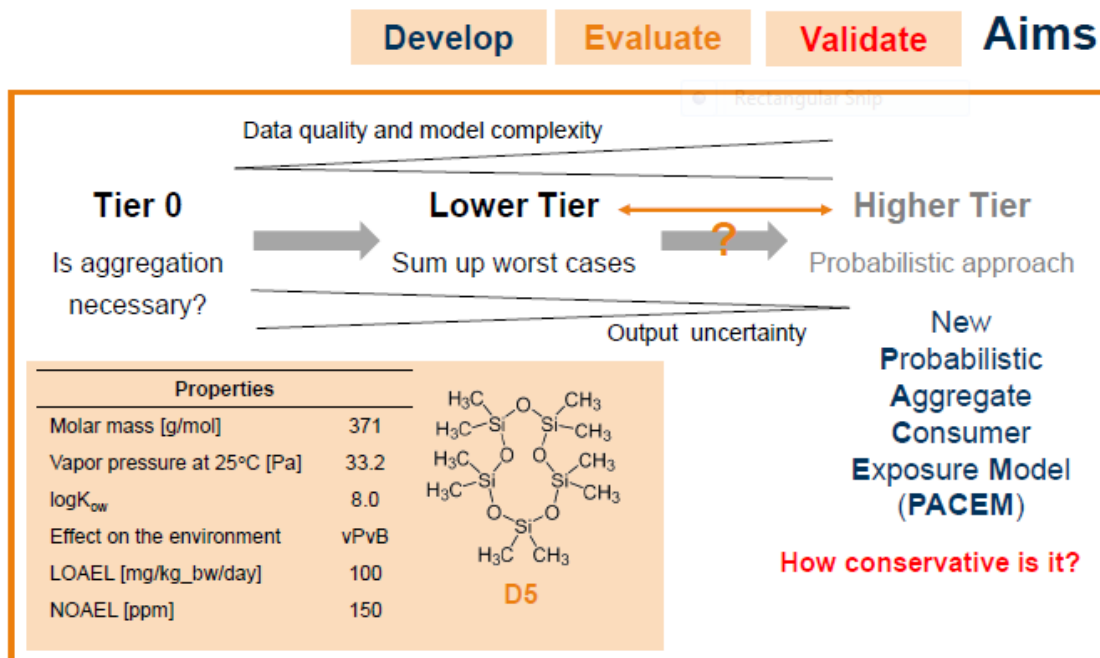 Develop
Evaluate
Validate
Aims
Rectangular Snip
Data quality and model complexity
Tier 0
Lower Tier
Higher Tier
?
Is aggregation
necessary?
Sum up worst cases
Probabilistic approach
Output uncertainty
New
Probabilistic
Aggregate
Consumer
Exposure Model
(PACEM)
How conservative is it?
Properties
Molar mass [g/mol] 371
Vapor pressure at 25°C [Pa] 33.2
logKow 8.0
Effect on the environment vPvB
LOAEL [mg/kg_bw/day] 100
NOAEL [ppm] 150
H₃C O CH₃
H₃C Si Si CH₃
H₃C O O CH₃
H₃C Si Si CH₃
O Si O
H₃C CH₃
D5